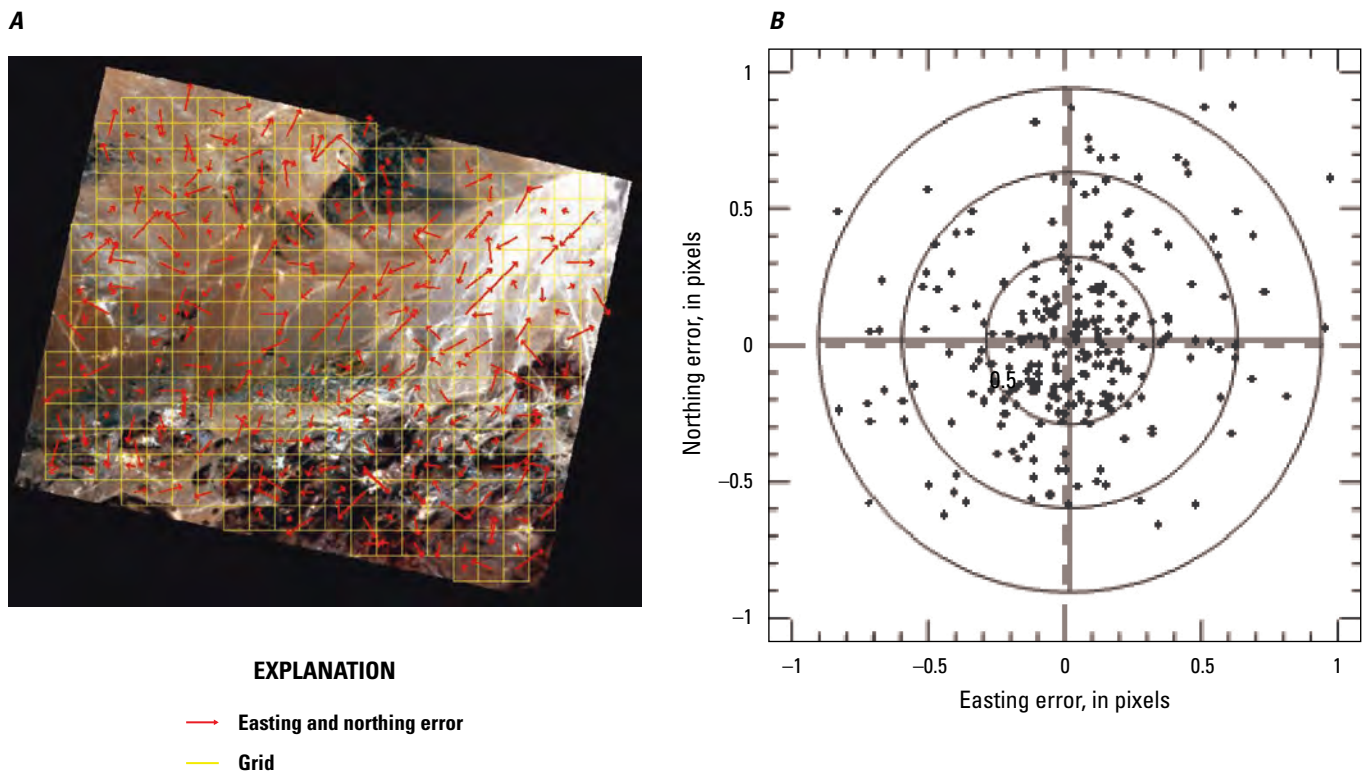 A
B
1
0.5
0
–0.5
–1
Northing error, in pixels
0.5
–1
–0.5
0
0.5
1
Easting error, in pixels
EXPLANATION
Easting and northing error
Grid